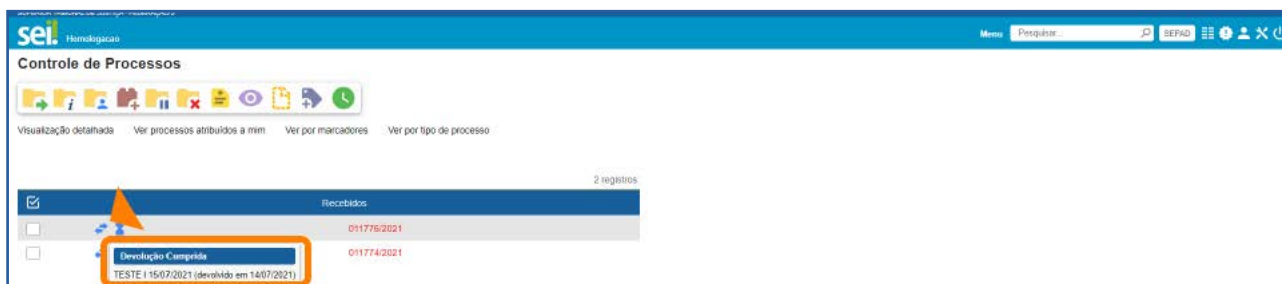 sei! Homologacao
Menu Pesquisar... SEPAD
Controle de Processos
Visualização detalhada Ver processos atribuídos a mim Ver por marcadores Ver por tipo de processo
2 registros
Recebidos
011776/2021
011774/2021
Devolução Cumprida
TESTE I 15/07/2021 (devolvido em 14/07/2021)